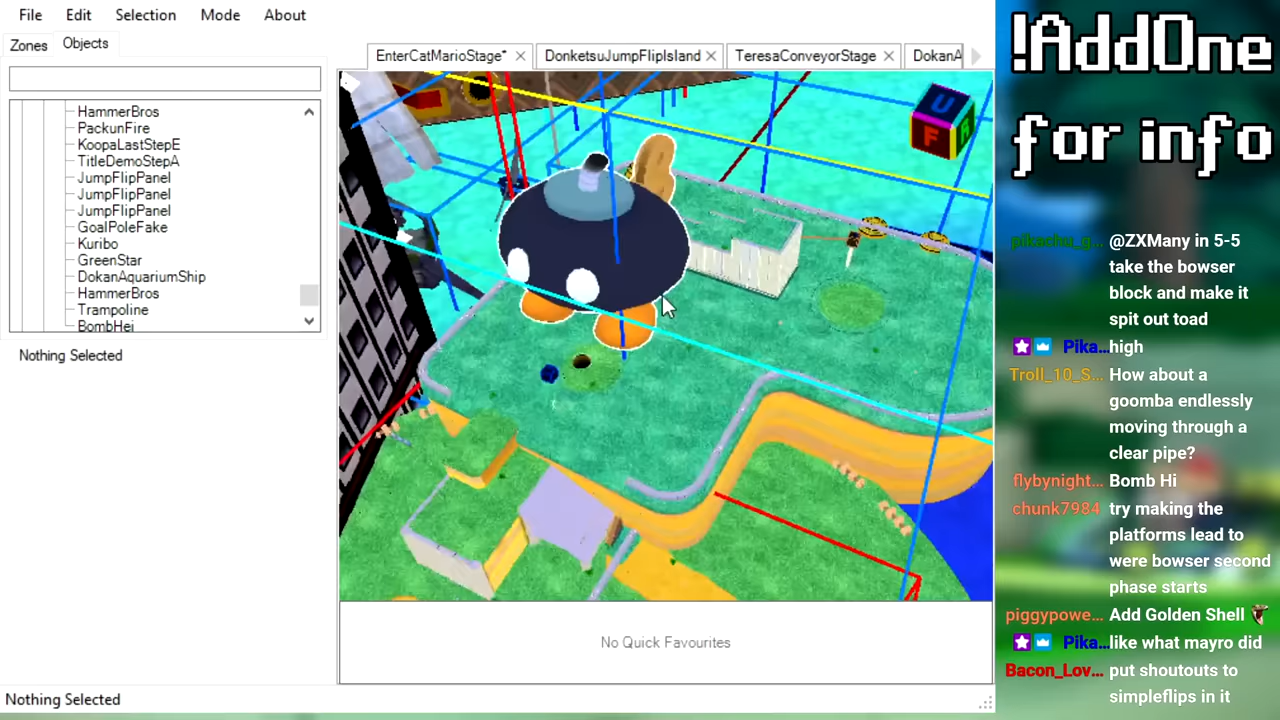 File Edit Selection Mode About
Zones Objects
EnterCatMarioStage* DonketsuJumpFlipIsland TeresaConveyorStage DokanA
HammerBros
PackunFire
KoopaLastStepE
TitleDemoStepA
JumpFlipPanel
JumpFlipPanel
JumpFlipPanel
GoalPoleFake
Kuribo
GreenStar
DokanAquariumShip
HammerBros
Trampoline
BombHei
Nothing Selected
U
F R
No Quick Favourites
Nothing Selected
!AddOne
for info
pikachu_g... @ZXMany in 5-5
take the bowser
block and make it
spit out toad
Pika... high
Troll_10_S... How about a
goomba endlessly
moving through a
clear pipe?
flybynight... Bomb Hi
chunk7984 try making the
platforms lead to
were bowser second
phase starts
piggypowe... Add Golden Shell
Pika... like what mayro did
Bacon_Lov... put shoutouts to
simpleflips in it